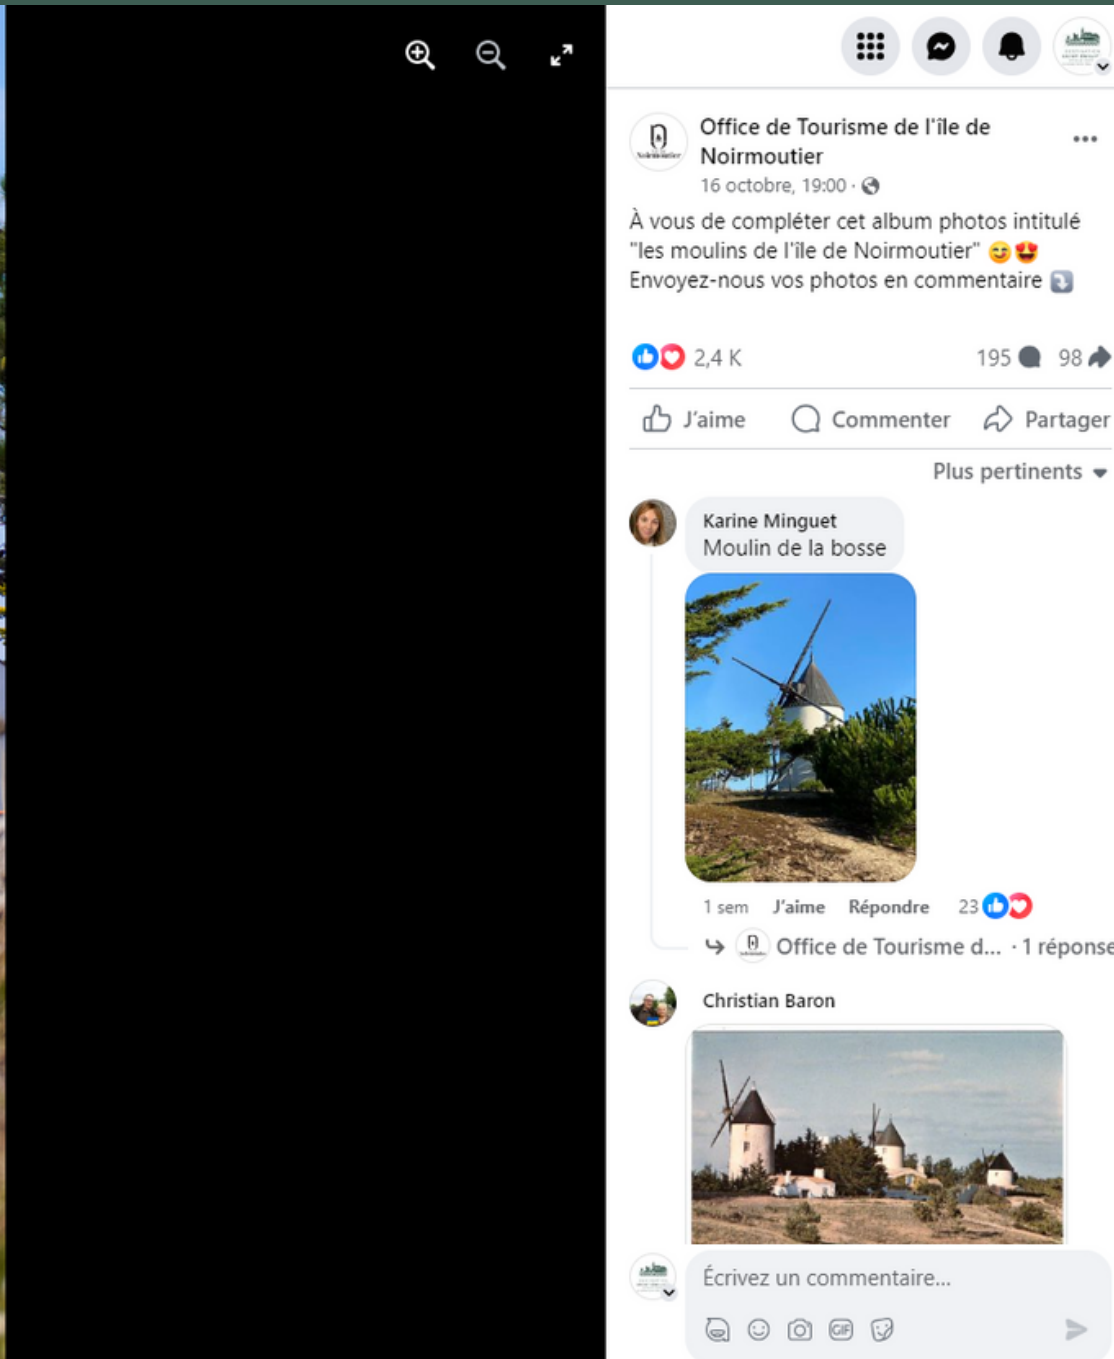 Office de Tourisme de l'île de
Noirmoutier
16 octobre, 19:00 ·
À vous de compléter cet album photos intitulé
"les moulins de l'île de Noirmoutier" 😊😍
Envoyez-nous vos photos en commentaire ⤵️
2,4 K
195
98
J'aime
Commenter
Partager
Plus pertinents
Karine Minguet
Moulin de la bosse
1 sem J'aime Répondre 23
Office de Tourisme d... · 1 réponse
Christian Baron
Écrivez un commentaire...
GIF